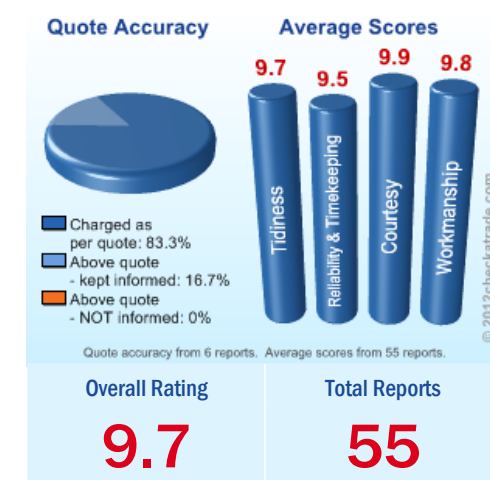 Quote Accuracy
Average Scores
9.7
9.5
9.9
9.8
Tidiness
Reliability & Timekeeping
Courtesy
Workmanship
Charged as
per quote: 83.3%
Above quote
- kept informed: 16.7%
Above quote
- NOT informed: 0%
© 2012checkatrade.com
Quote accuracy from 6 reports. Average scores from 55 reports.
Overall Rating
Total Reports
9.7
55